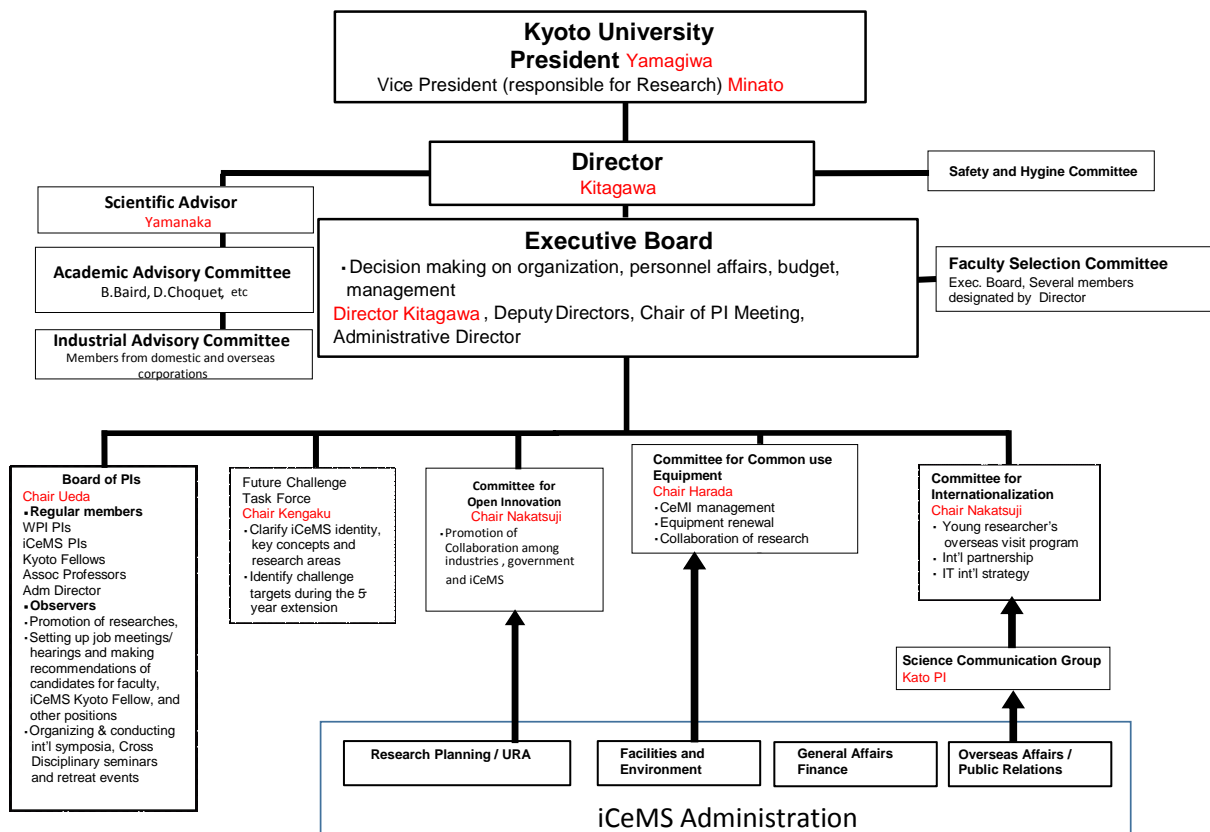 Kyoto University
President Yamagiwa
Vice President (responsible for Research) Minato
Director
Kitagawa
Safety and Hygine Committee
Scientific Advisor
Yamanaka
Academic Advisory Committee
B.Baird, D.Choquet, etc
Industrial Advisory Committee
Members from domestic and overseas
corporations
Executive Board
・Decision making on organization, personnel affairs, budget,
management
Director Kitagawa , Deputy Directors, Chair of PI Meeting,
Administrative Director
Faculty Selection Committee
Exec. Board, Several members
designated by Director
Board of PIs
Chair Ueda
▪Regular members
WPI PIs
iCeMS PIs
Kyoto Fellows
Assoc Professors
Adm Director
▪Observers
・Promotion of researches,
・Setting up job meetings/
hearings and making
recommendations of
candidates for faculty,
iCeMS Kyoto Fellow, and
other positions
・Organizing & conducting
int'l symposia, Cross
Disciplinary seminars
and retreat events
Future Challenge
Task Force
Chair Kengaku
・Clarify iCeMS identity,
key concepts and
research areas
・Identify challenge
targets during the 5-
year extension
Committee for
Open Innovation
Chair Nakatsuji
・Promotion of
Collaboration among
industries , government
and iCeMS
Committee for Common use
Equipment
Chair Harada
・CeMI management
・Equipment renewal
・Collaboration of research
Committee for
Internationalization
Chair Nakatsuji
・Young researcher's
overseas visit program
・Int'l partnership
・IT int'l strategy
Science Communication Group
Kato PI
Research Planning / URA
Facilities and
Environment
General Affairs
Finance
Overseas Affairs /
Public Relations
iCeMS Administration